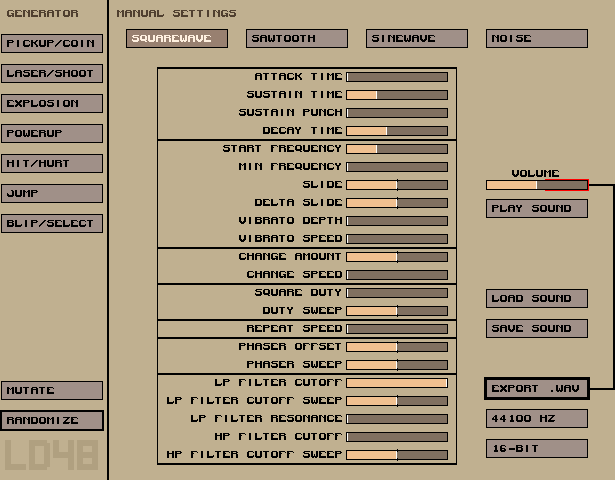 GENERATOR
PICKUP/COIN
LASER/SHOOT
EXPLOSION
POWERUP
HIT/HURT
JUMP
BLIP/SELECT
MUTATE
RANDOMIZE
LD48
MANUAL SETTINGS
SQUAREWAVE
SAWTOOTH
SINEWAVE
NOISE
ATTACK TIME
SUSTAIN TIME
SUSTAIN PUNCH
DECAY TIME
START FREQUENCY
MIN FREQUENCY
SLIDE
DELTA SLIDE
VIBRATO DEPTH
VIBRATO SPEED
CHANGE AMOUNT
CHANGE SPEED
SQUARE DUTY
DUTY SWEEP
REPEAT SPEED
PHASER OFFSET
PHASER SWEEP
LP FILTER CUTOFF
LP FILTER CUTOFF SWEEP
LP FILTER RESONANCE
HP FILTER CUTOFF
HP FILTER CUTOFF SWEEP
VOLUME
PLAY SOUND
LOAD SOUND
SAVE SOUND
EXPORT .WAV
44100 HZ
16-BIT